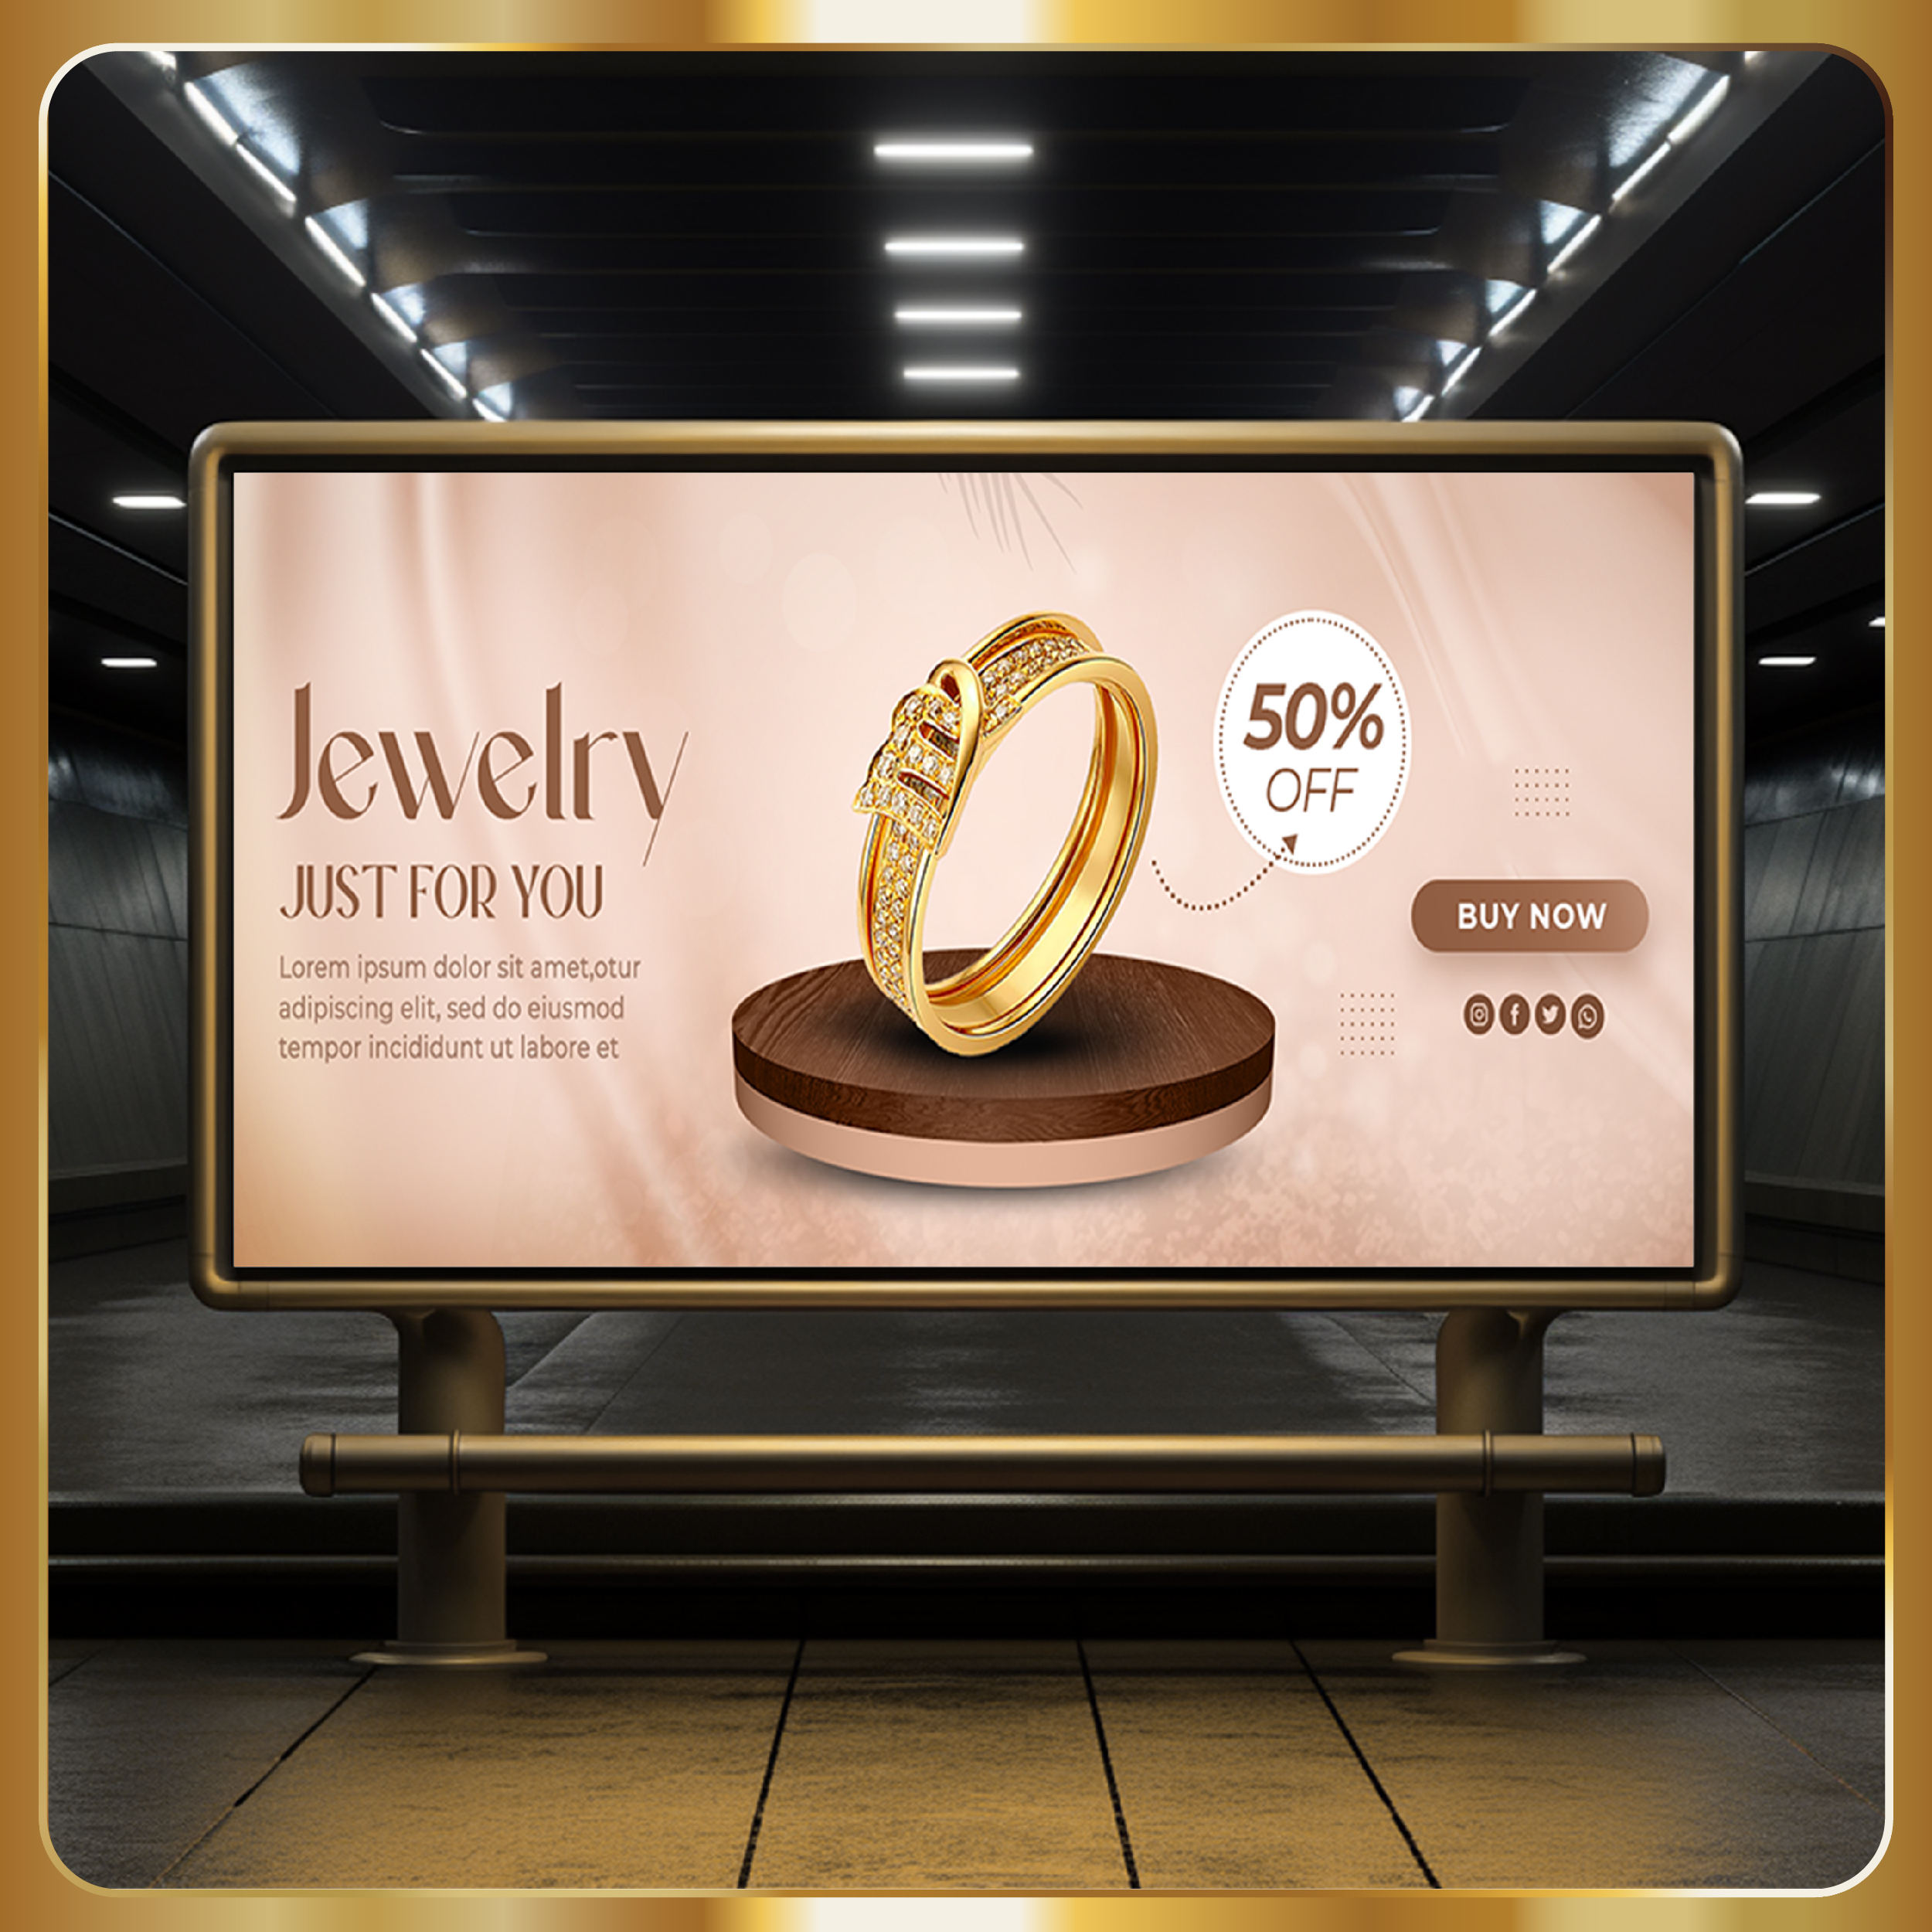 Jewelry
JUST FOR YOU
Lorem ipsum dolor sit amet,otur
adipiscing elit, sed do eiusmod
tempor incididunt ut labore et
50%
OFF
BUY NOW